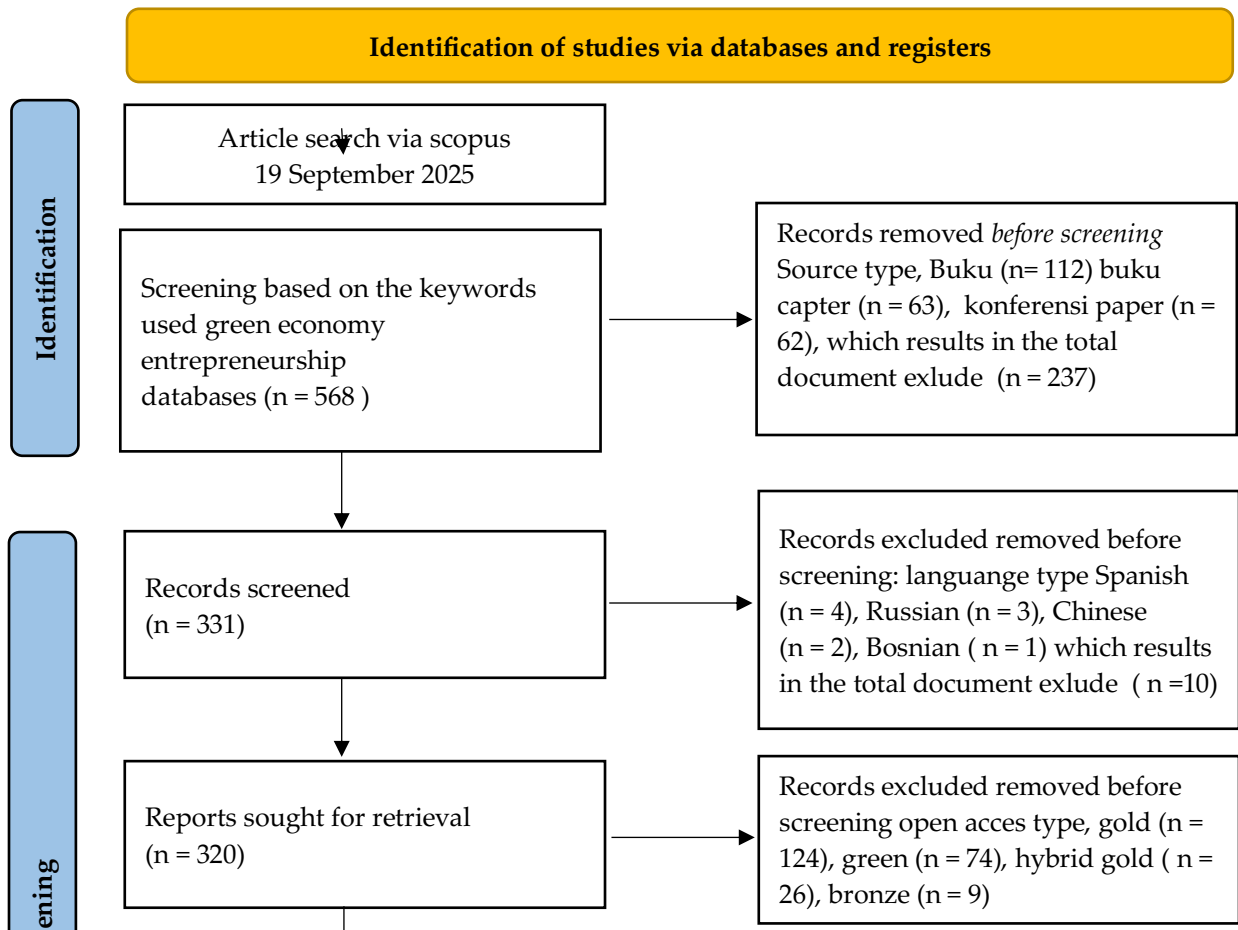 Identification of studies via databases and registers
Identification
Article search via scopus
19 September 2025
Screening based on the keywords
used green economy
entrepreneurship
databases (n = 568 )
Records removed before screening
Source type, Buku (n= 112) buku
capter (n = 63), konferensi paper (n =
62), which results in the total
document exlude (n = 237)
Records screened
(n = 331)
Records excluded removed before
screening: languange type Spanish
(n = 4), Russian (n = 3), Chinese
(n = 2), Bosnian ( n = 1) which results
in the total document exlude ( n =10)
ening
Reports sought for retrieval
(n = 320)
Records excluded removed before
screening open acces type, gold (n =
124), green (n = 74), hybrid gold ( n =
26), bronze (n = 9)